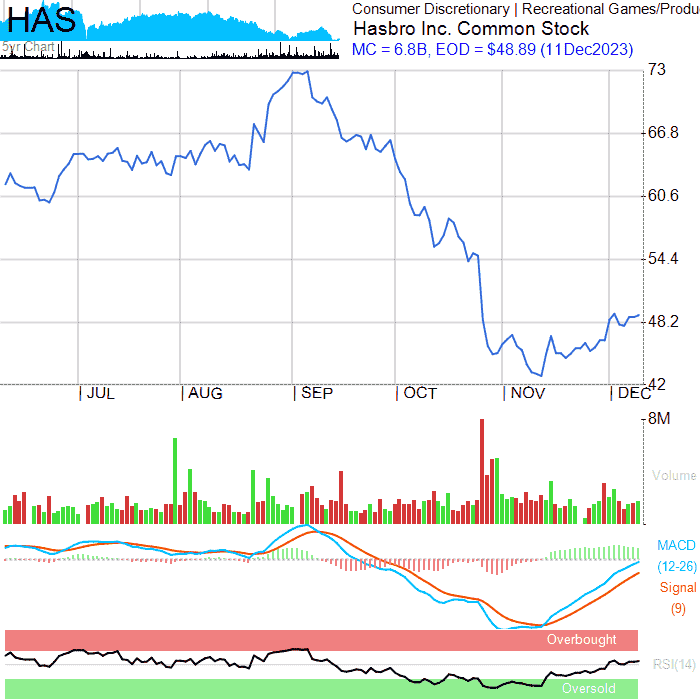 HAS
5yr Chart
Consumer Discretionary | Recreational Games/Produ
Hasbro Inc. Common Stock
MC = 6.8B, EOD = $48.89 (11Dec2023)
73
66.8
60.6
54.4
48.2
42
JUL AUG SEP OCT NOV DEC
8M
Volume
MACD
(12-26)
Signal
(9)
Overbought
RSI(14)
Oversold